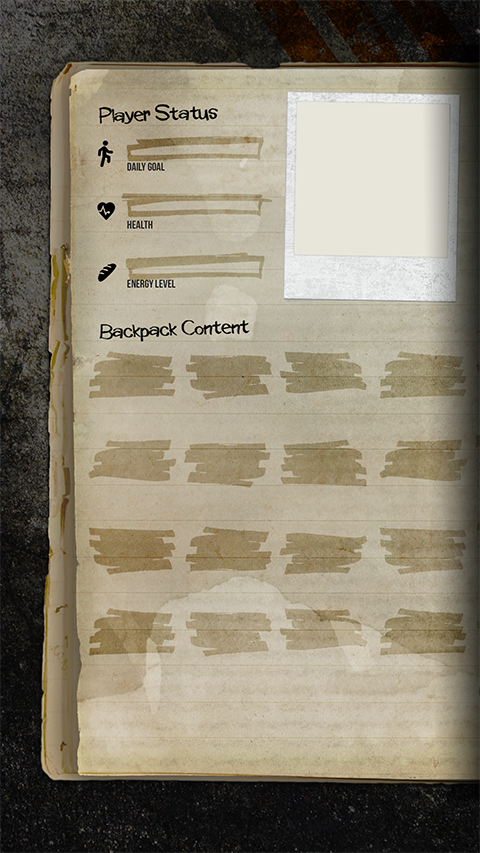 Player Status
DAILY GOAL
HEALTH
ENERGY LEVEL
Backpack Content